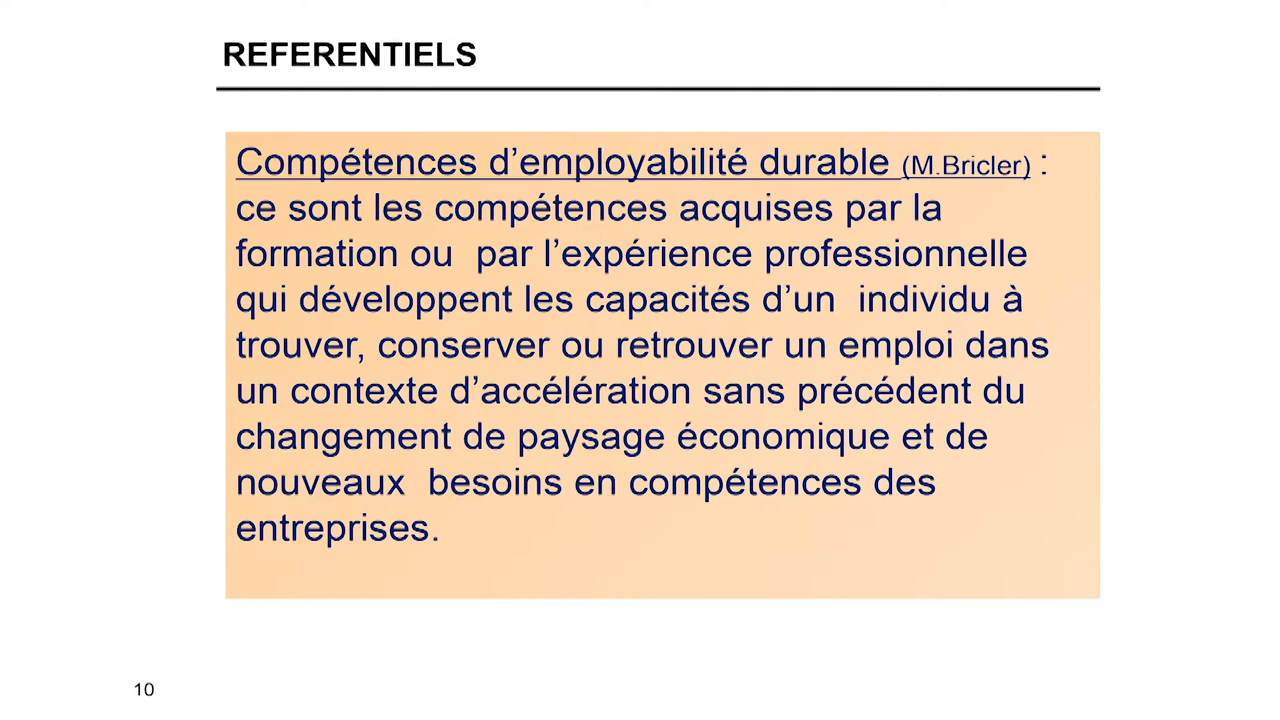 REFERENTIELS
Compétences d’employabilité durable (M.Bricler) :
ce sont les compétences acquises par la
formation ou par l’expérience professionnelle
qui développent les capacités d’un individu à
trouver, conserver ou retrouver un emploi dans
un contexte d’accélération sans précédent du
changement de paysage économique et de
nouveaux besoins en compétences des
entreprises.
10